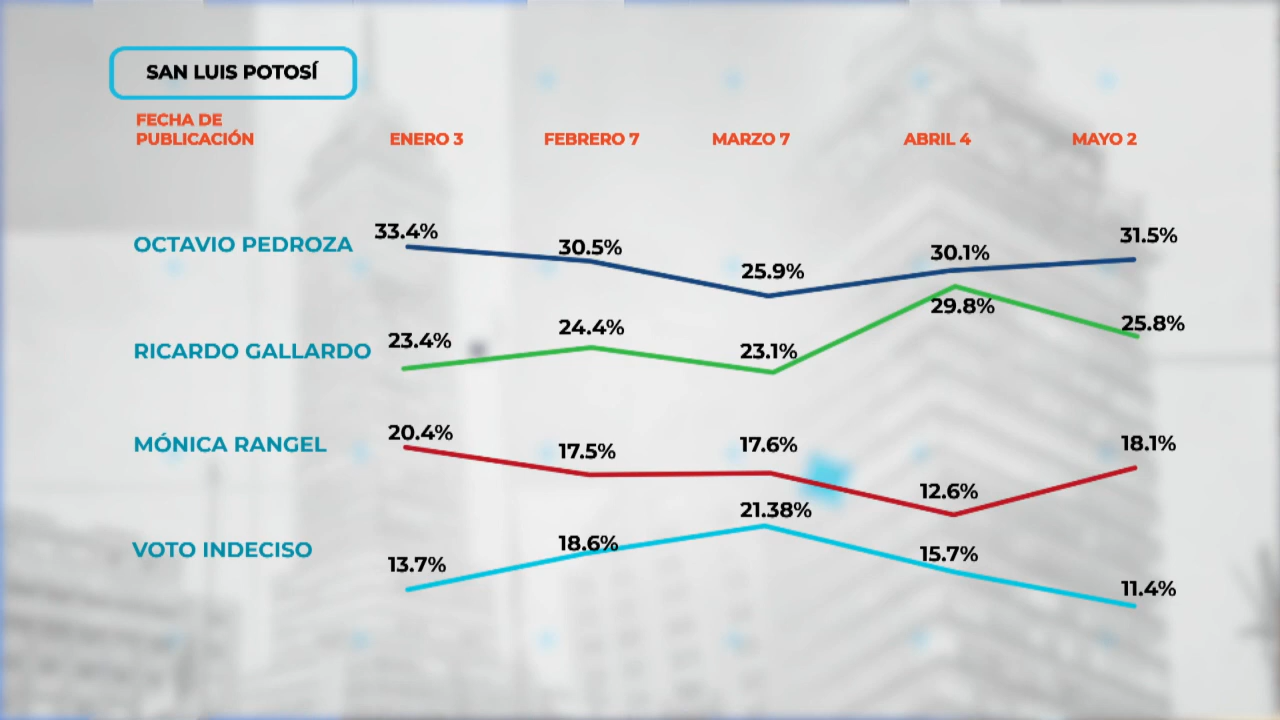 SAN LUIS POTOSÍ
FECHA DE
PUBLICACIÓN
ENERO 3
FEBRERO 7
MARZO 7
ABRIL 4
MAYO 2
OCTAVIO PEDROZA
33.4%
30.5%
25.9%
30.1%
31.5%
RICARDO GALLARDO
23.4%
24.4%
23.1%
29.8%
25.8%
MÓNICA RANGEL
20.4%
17.5%
17.6%
12.6%
18.1%
VOTO INDECISO
13.7%
18.6%
21.38%
15.7%
11.4%